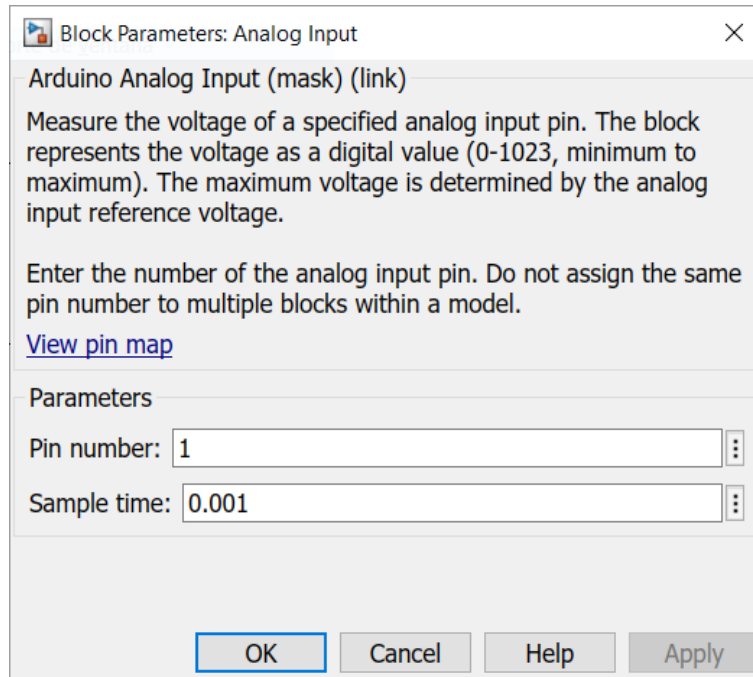 Block Parameters: Analog Input
Arduino Analog Input (mask) (link)
Measure the voltage of a specified analog input pin. The block
represents the voltage as a digital value (0-1023, minimum to
maximum). The maximum voltage is determined by the analog
input reference voltage.
Enter the number of the analog input pin. Do not assign the same
pin number to multiple blocks within a model.
View pin map
Parameters
Pin number: 1
Sample time: 0.001
OK Cancel Help Apply